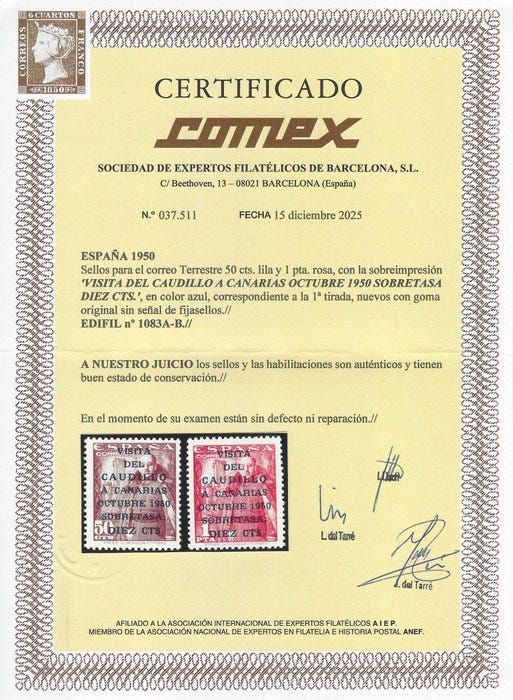 6 CUARTOS
CORREOS
FRANCO
1850
CERTIFICADO
comex
SOCIEDAD DE EXPERTOS FILATÉLICOS DE BARCELONA, S.L.
C/ Beethoven, 13 – 08021 BARCELONA (España)
N.º 037.511 FECHA 15 diciembre 2025
ESPAÑA 1950
Sellos para el correo Terrestre 50 cts. lila y 1 pta. rosa, con la sobreimpresión
'VISITA DEL CAUDILLO A CANARIAS OCTUBRE 1950 SOBRETASA
DIEZ CTS.', en color azul, correspondiente a la 1ª tirada, nuevos con goma
original sin señal de fijasellos.//
EDIFIL nº 1083A-B.//
A NUESTRO JUICIO los sellos y las habilitaciones son auténticos y tienen
buen estado de conservación.//
En el momento de su examen están sin defecto ni reparación.//
ESPAÑA
VISITA
DEL
CAUDILLO
A CANARIAS
OCTUBRE 1950
SOBRETASA:
DIEZ CTS
50
CTS
ESPAÑA
VISITA
DEL
CAUDILLO
A CANARIAS
OCTUBRE 1950
SOBRETASA:
DIEZ CTS
PTA
L. del Tarré
J. del Tarré
AFILIADO A LA ASOCIACIÓN INTERNACIONAL DE EXPERTOS FILATÉLICOS A I E P.
MIEMBRO DE LA ASOCIACIÓN NACIONAL DE EXPERTOS EN FILATELIA E HISTORIA POSTAL ANEF.